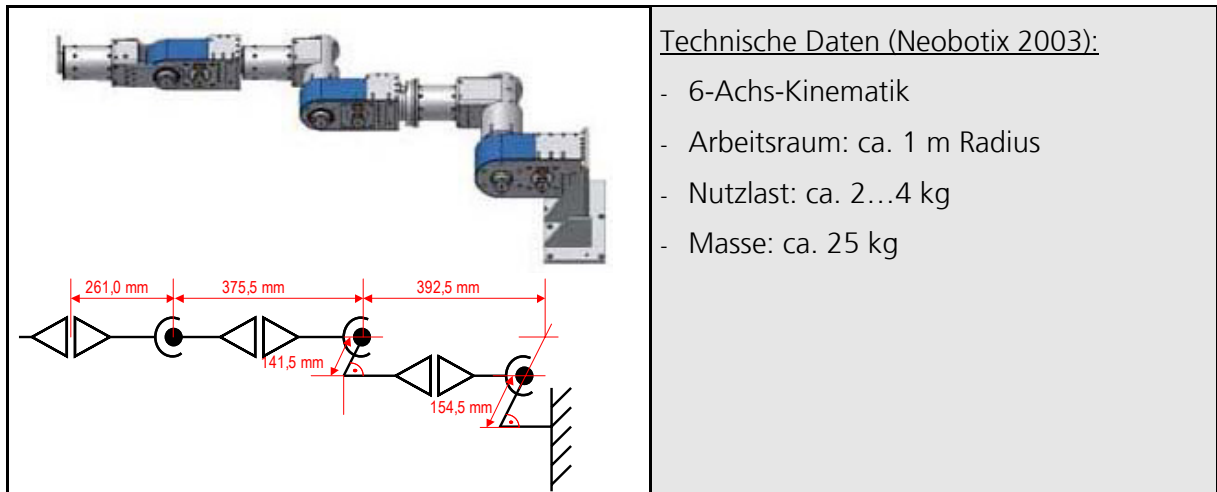 261,0 mm
375,5 mm
392,5 mm
141,5 mm
154,5 mm
Technische Daten (Neobotix 2003):
- 6-Achs-Kinematik
- Arbeitsraum: ca. 1 m Radius
- Nutzlast: ca. 2…4 kg
- Masse: ca. 25 kg